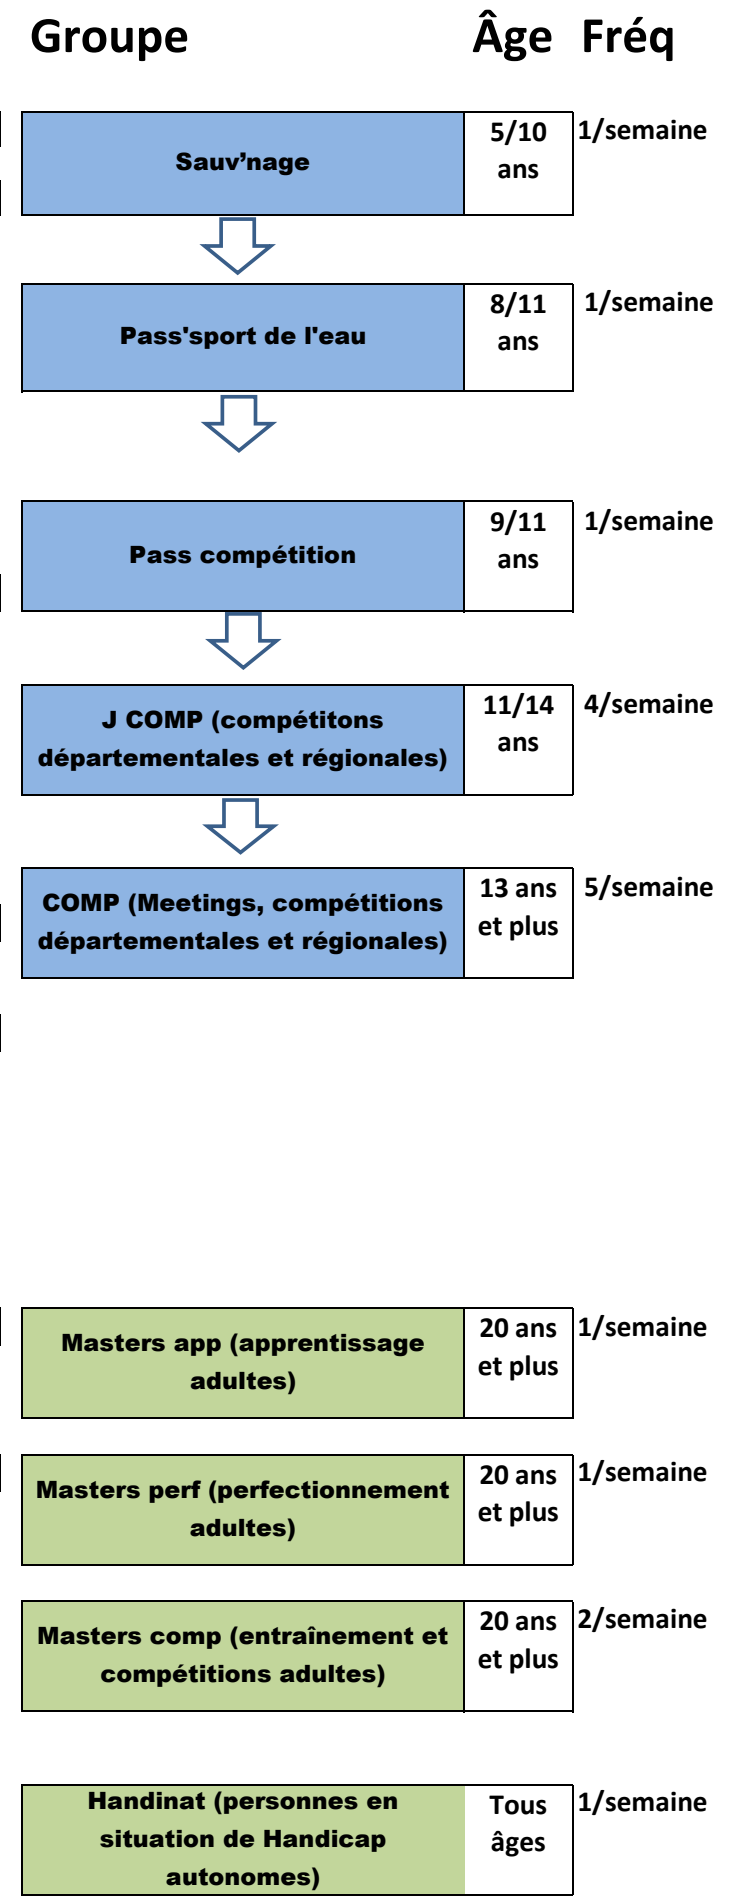 Groupe Âge Fréq
Sauv’nage 5/10 ans 1/semaine
Pass'sport de l'eau 8/11 ans 1/semaine
Pass compétition 9/11 ans 1/semaine
J COMP (compétitons
départementales et régionales)
11/14 ans 4/semaine
COMP (Meetings, compétitions
départementales et régionales)
13 ans
et plus
5/semaine
Masters app (apprentissage
adultes)
20 ans
et plus
1/semaine
Masters perf (perfectionnement
adultes)
20 ans
et plus
1/semaine
Masters comp (entraînement et
compétitions adultes)
20 ans
et plus
2/semaine
Handinat (personnes en
situation de Handicap
autonomes)
Tous
âges
1/semaine